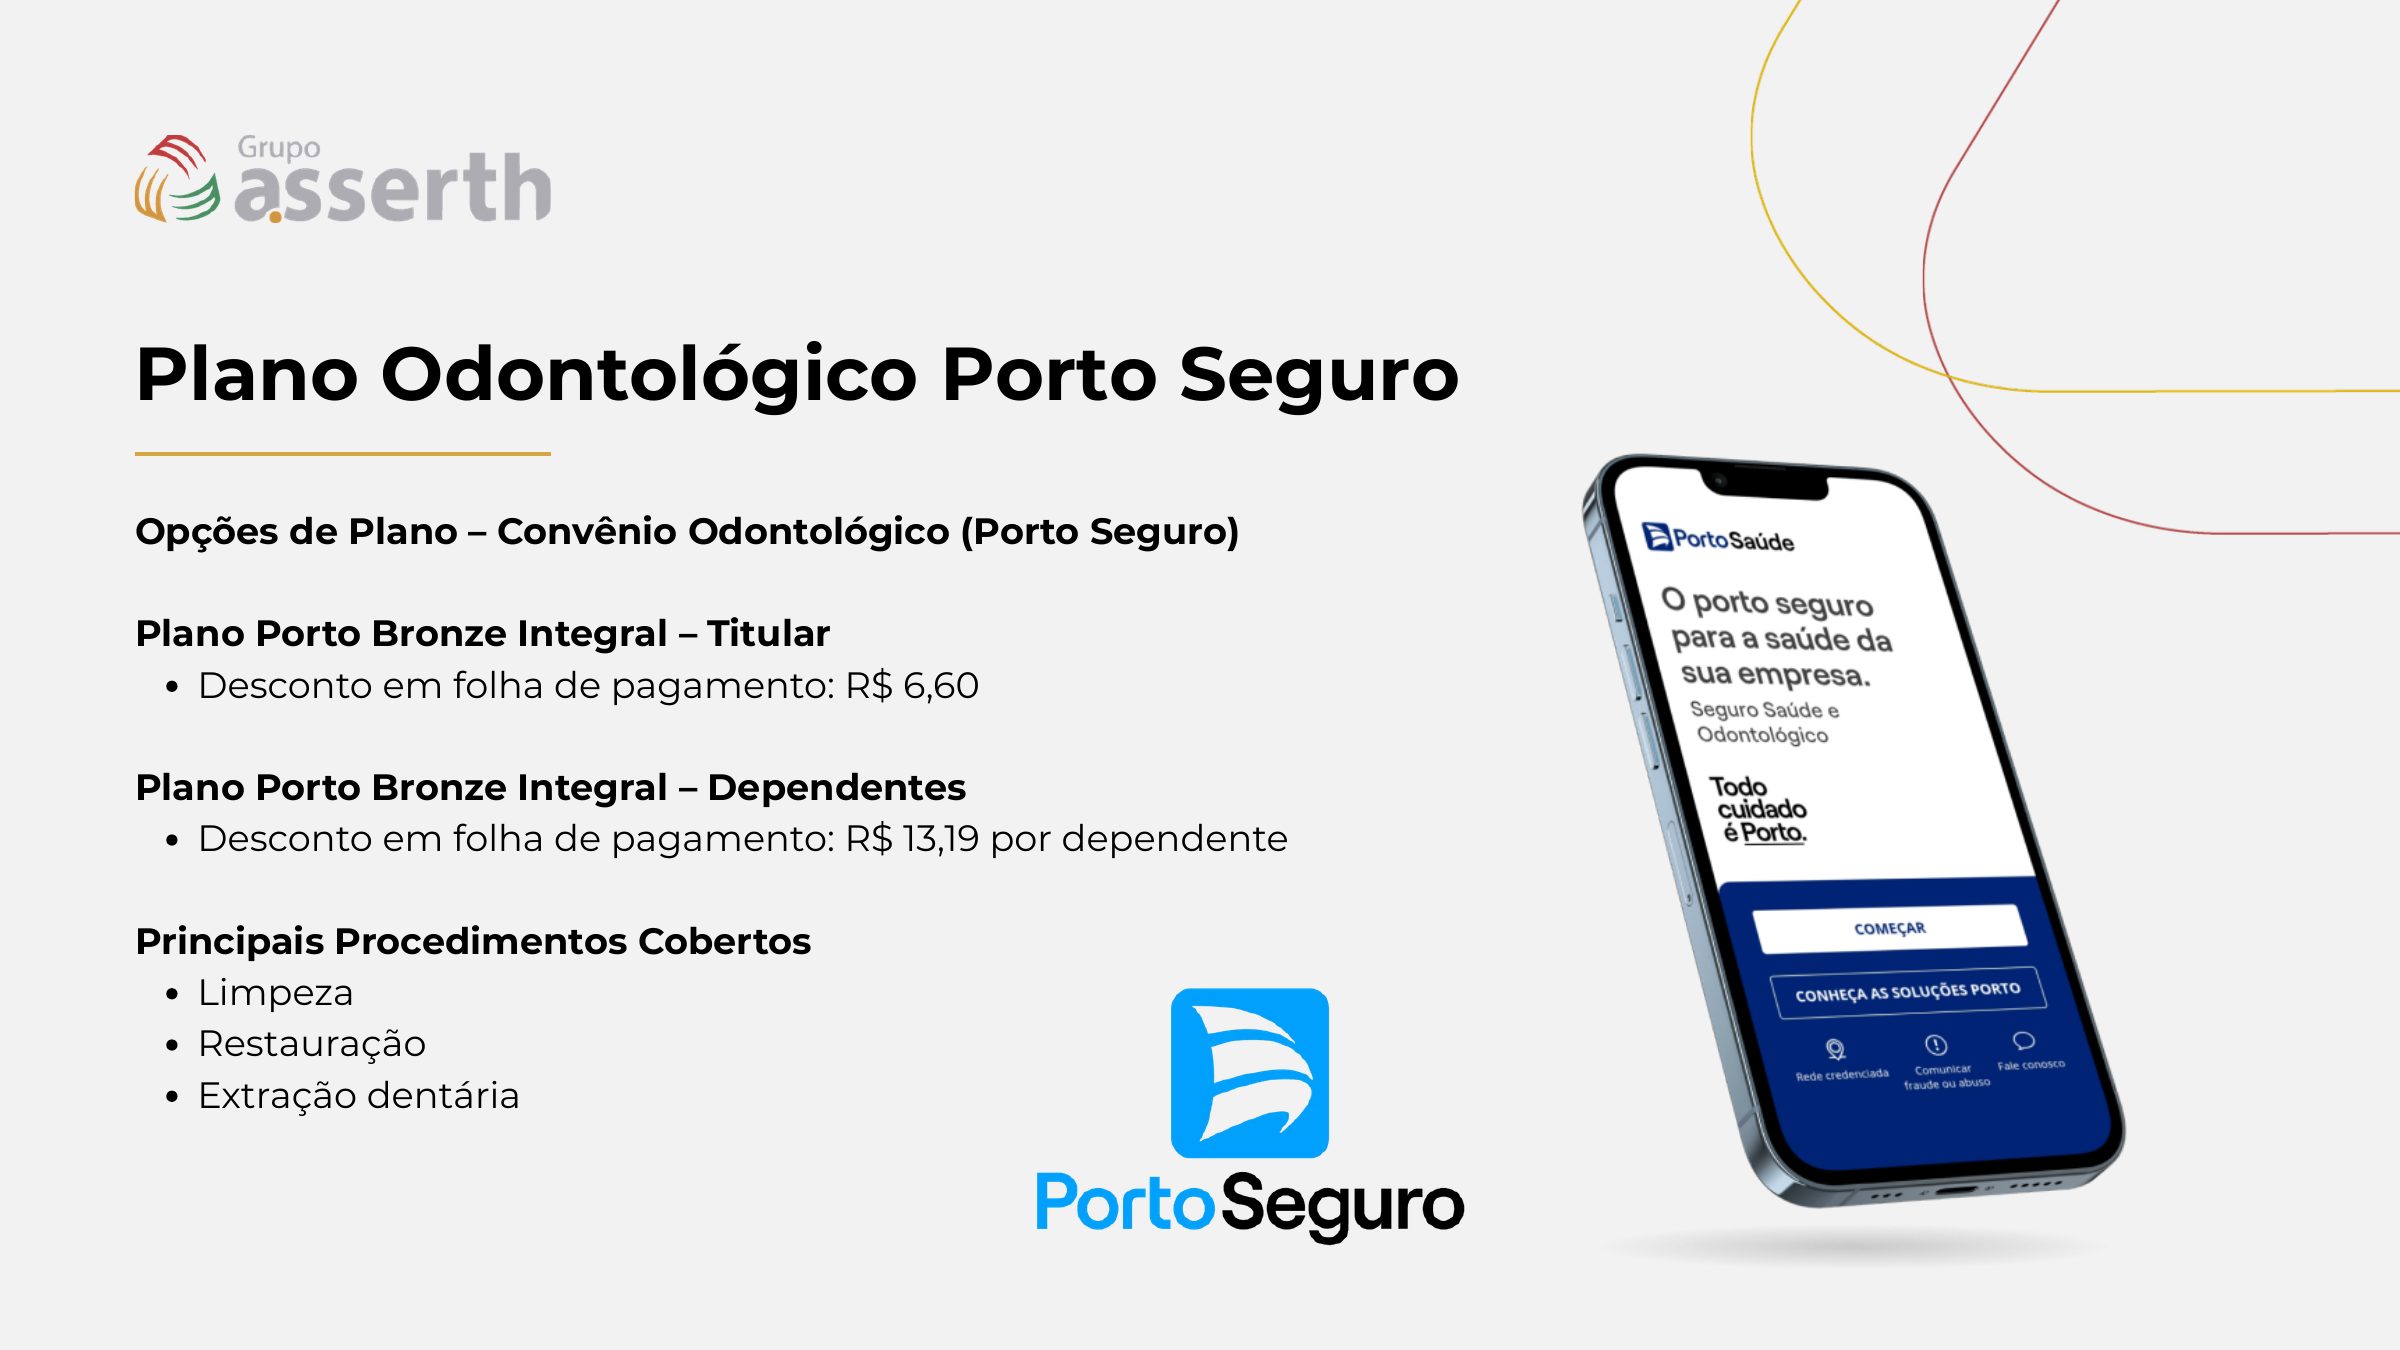 Grupo
asserth
Plano Odontológico Porto Seguro
Opções de Plano – Convênio Odontológico (Porto Seguro)
Plano Porto Bronze Integral – Titular
• Desconto em folha de pagamento: R$ 6,60
Plano Porto Bronze Integral – Dependentes
• Desconto em folha de pagamento: R$ 13,19 por dependente
Principais Procedimentos Cobertos
• Limpeza
• Restauração
• Extração dentária
PortoSeguro
PortoSaúde
O porto seguro
para a saúde da
sua empresa.
Seguro Saúde e
Odontológico
Todo
cuidado
é Porto.
COMEÇAR
CONHEÇA AS SOLUÇÕES PORTO
Rede credenciada
Comunicar
fraude ou abuso
Fale conosco